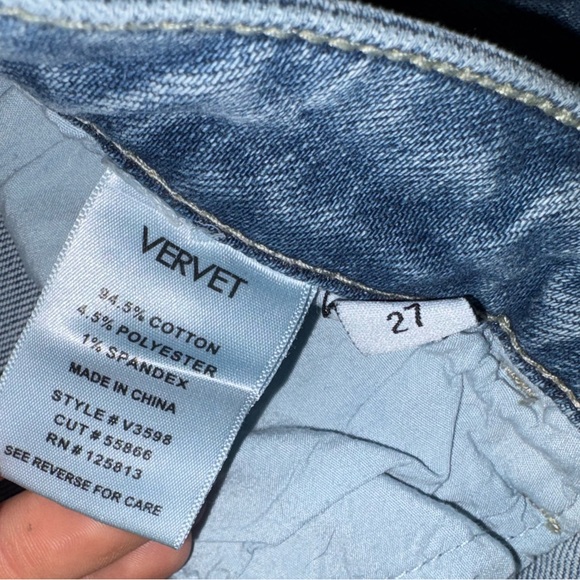 VERVET
94.5% COTTON
4.5% POLYESTER
1% SPANDEX
MADE IN CHINA
STYLE # V3598
CUT # 55866
RN # 125813
SEE REVERSE FOR CARE
27